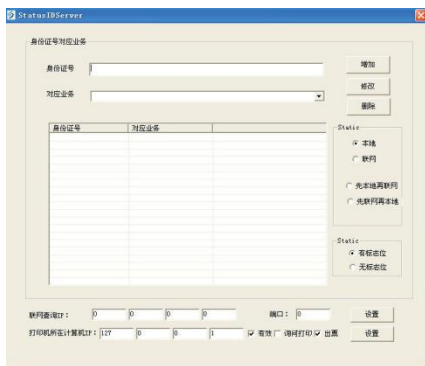 StatusIDServer
身份证号对应业务
身份证号
增加
对应业务
修改
删除
身份证号 对应业务
Static
本地
联网
先本地再联网
先联网再本地
Static
有标志位
无标志位
联网查询IP: 0 0 0 0 端口: 0 设置
打印机所在计算机IP: 127 0 0 1 有效 询问打印 出票 设置